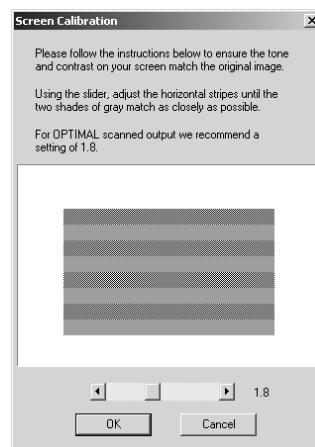 Screen Calibration
Please follow the instructions below to ensure the tone
and contrast on your screen match the original image.
Using the slider, adjust the horizontal stripes until the
two shades of gray match as closely as possible.
For OPTIMAL scanned output we recommend a
setting of 1.8.
1.8
OK Cancel